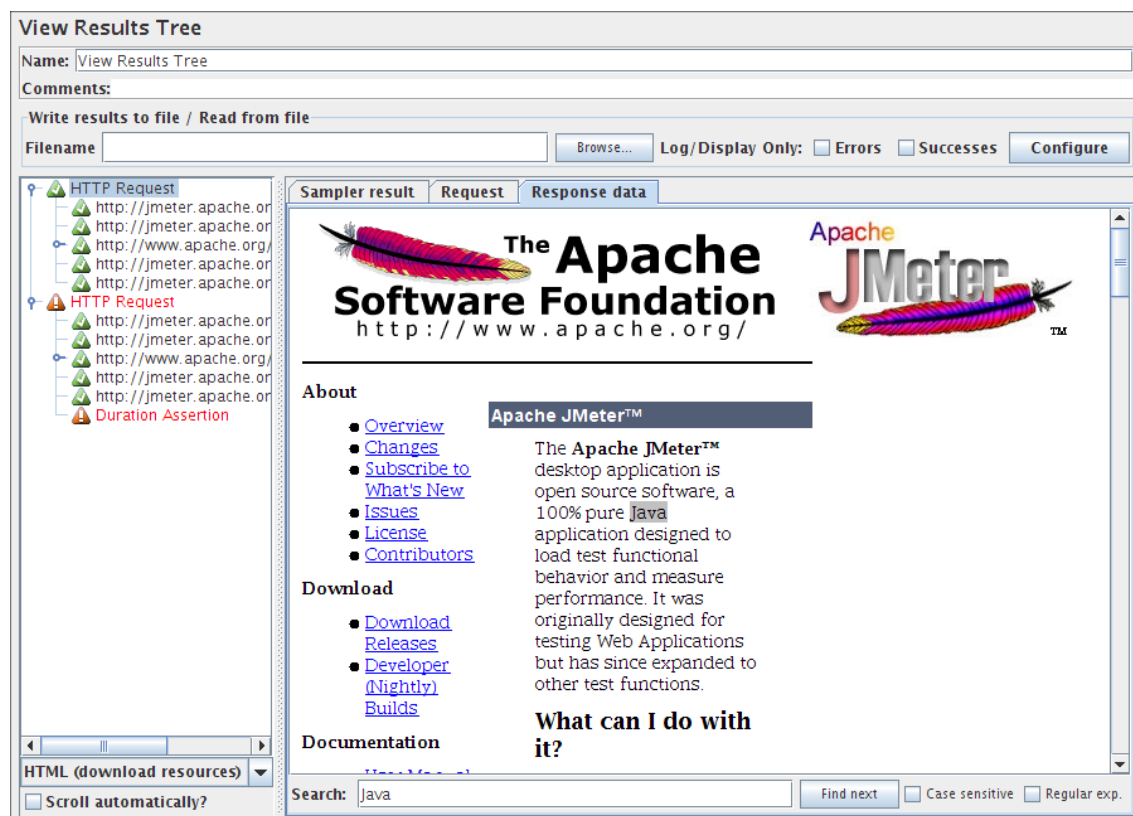 View Results Tree
Name: View Results Tree
Comments:
Write results to file / Read from file
Filename Browse... Log/Display Only: Errors Successes Configure
HTTP Request
http://jmeter.apache.or
http://jmeter.apache.or
http://www.apache.org/
http://jmeter.apache.or
http://jmeter.apache.or
HTTP Request
http://jmeter.apache.or
http://jmeter.apache.or
http://www.apache.org/
http://jmeter.apache.or
http://jmeter.apache.or
Duration Assertion
HTML (download resources)
Scroll automatically?
Sampler result Request Response data
The Apache
Software Foundation
http://www.apache.org/
Apache
JMeter
TM
About
Overview
Changes
Subscribe to
What's New
Issues
License
Contributors
Download
Download
Releases
Developer
(Nightly)
Builds
Documentation
Apache JMeter™
The Apache JMeter™
desktop application is
open source software, a
100% pure Java
application designed to
load test functional
behavior and measure
performance. It was
originally designed for
testing Web Applications
but has since expanded to
other test functions.
What can I do with
it?
Search: Java Find next Case sensitive Regular exp.